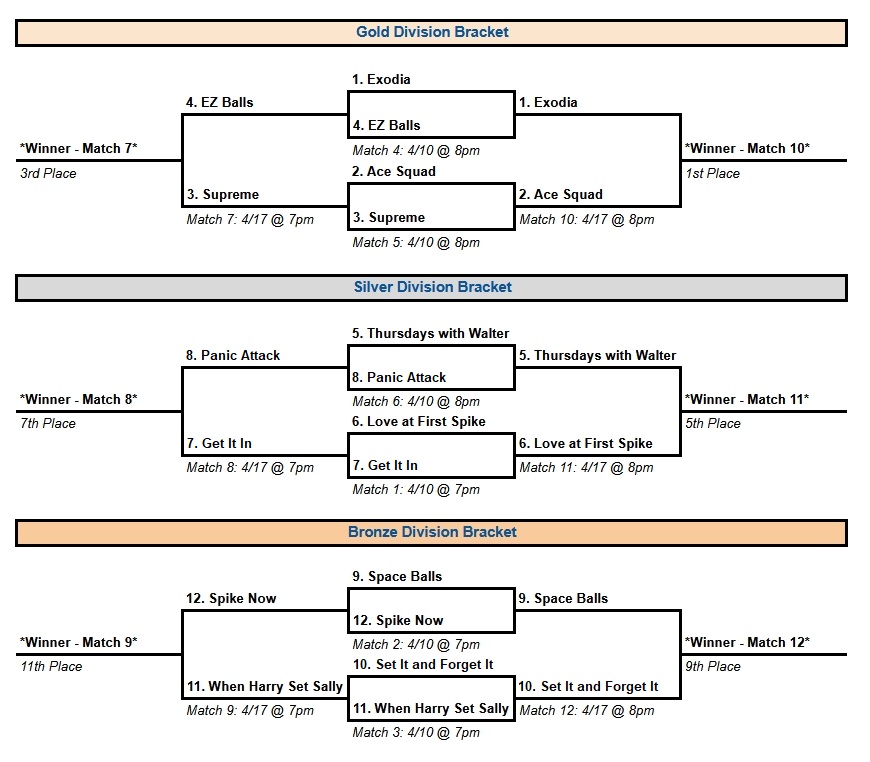 Gold Division Bracket
1. Exodia
4. EZ Balls
1. Exodia
4. EZ Balls
*Winner - Match 7*
Match 4: 4/10 @ 8pm
*Winner - Match 10*
3rd Place
2. Ace Squad
1st Place
3. Supreme
2. Ace Squad
3. Supreme
Match 7: 4/17 @ 7pm
Match 10: 4/17 @ 8pm
Match 5: 4/10 @ 8pm
Silver Division Bracket
5. Thursdays with Walter
8. Panic Attack
5. Thursdays with Walter
8. Panic Attack
*Winner - Match 8*
Match 6: 4/10 @ 8pm
*Winner - Match 11*
7th Place
6. Love at First Spike
5th Place
7. Get It In
6. Love at First Spike
7. Get It In
Match 8: 4/17 @ 7pm
Match 11: 4/17 @ 8pm
Match 1: 4/10 @ 7pm
Bronze Division Bracket
9. Space Balls
12. Spike Now
9. Space Balls
12. Spike Now
*Winner - Match 9*
Match 2: 4/10 @ 7pm
*Winner - Match 12*
11th Place
10. Set It and Forget It
9th Place
11. When Harry Set Sally
10. Set It and Forget It
11. When Harry Set Sally
Match 9: 4/17 @ 7pm
Match 12: 4/17 @ 8pm
Match 3: 4/10 @ 7pm